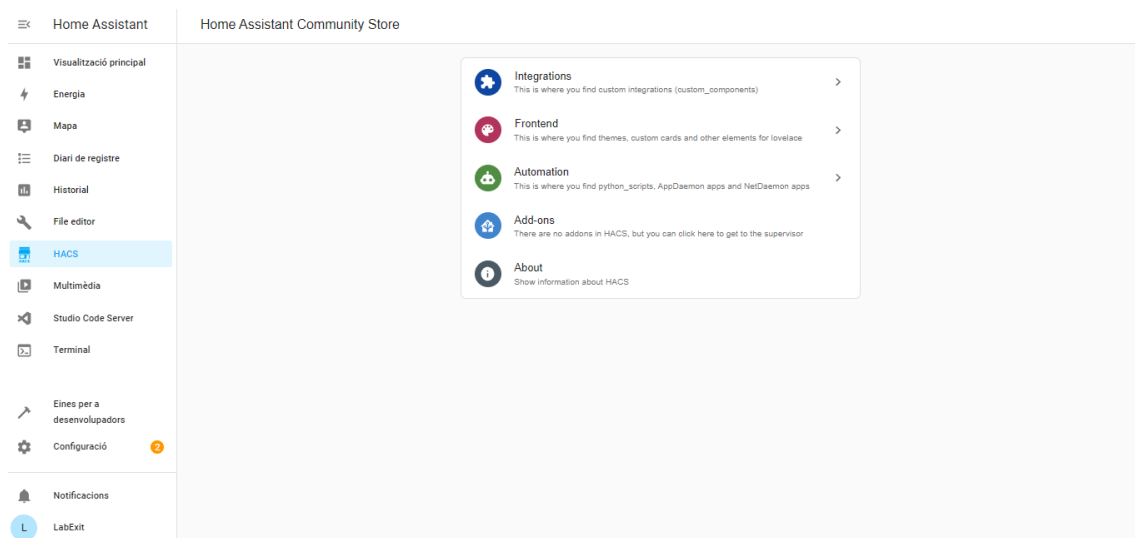 Home Assistant
Home Assistant Community Store
Visualització principal
Energia
Mapa
Diari de registre
Historial
File editor
HACS
Multimèdia
Studio Code Server
Terminal
Eines per a
desenvolupadors
Configuració 2
Notificacions
L LabExit
Integrations
This is where you find custom integrations (custom_components)
Frontend
This is where you find themes, custom cards and other elements for lovelace
Automation
This is where you find python_scripts, AppDaemon apps and NetDaemon apps
Add-ons
There are no addons in HACS, but you can click here to get to the supervisor
About
Show information about HACS